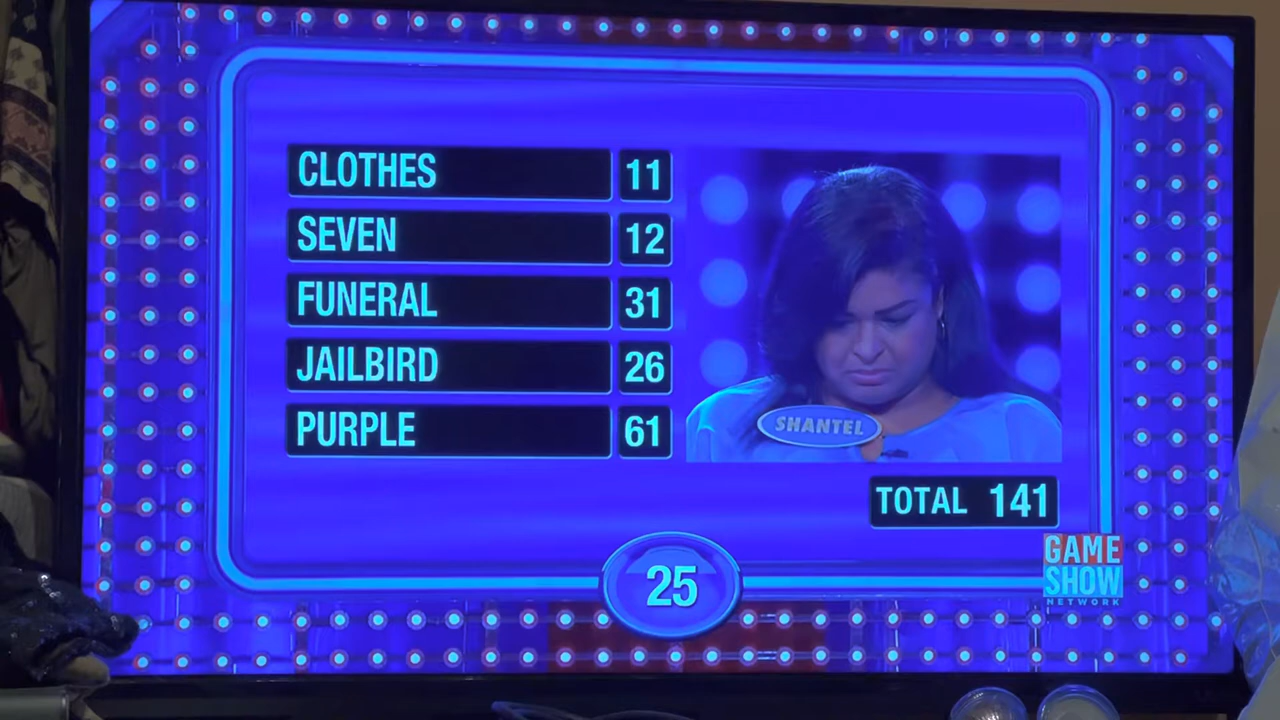 CLOTHES 11
SEVEN 12
FUNERAL 31
JAILBIRD 26
PURPLE 61
SHANTEL
TOTAL 141
25
GAME
SHOW
NETWORK